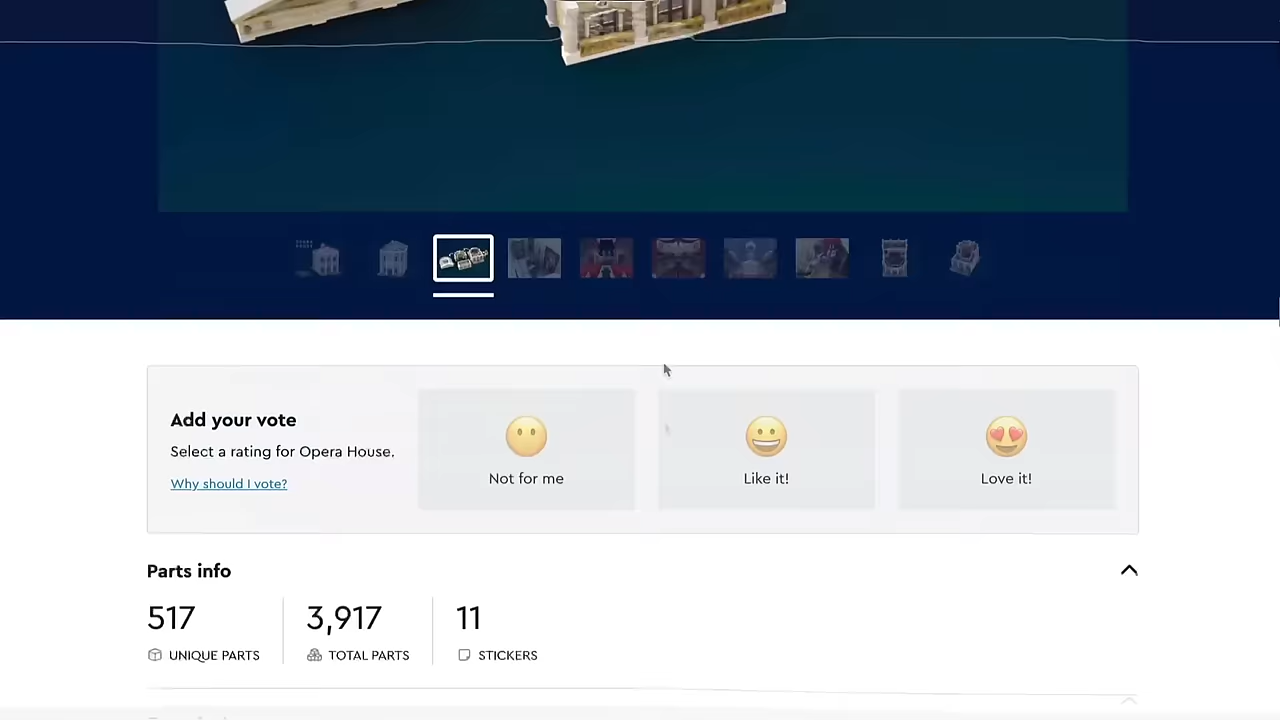 Add your vote
Select a rating for Opera House.
Why should I vote?
Not for me
Like it!
Love it!
Parts info
517
3,917
11
UNIQUE PARTS
TOTAL PARTS
STICKERS